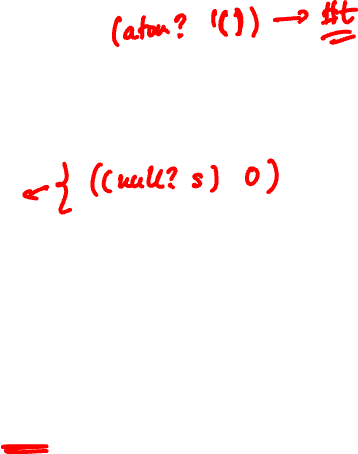 (atom? '()) → #t
← { ((null? s) 0)